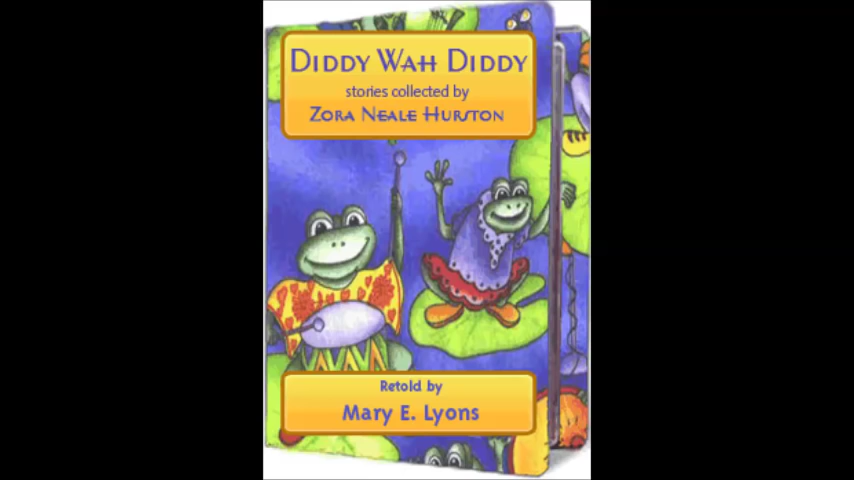 Diddy Wah Diddy
stories collected by
Zora Neale Hurston
Retold by
Mary E. Lyons